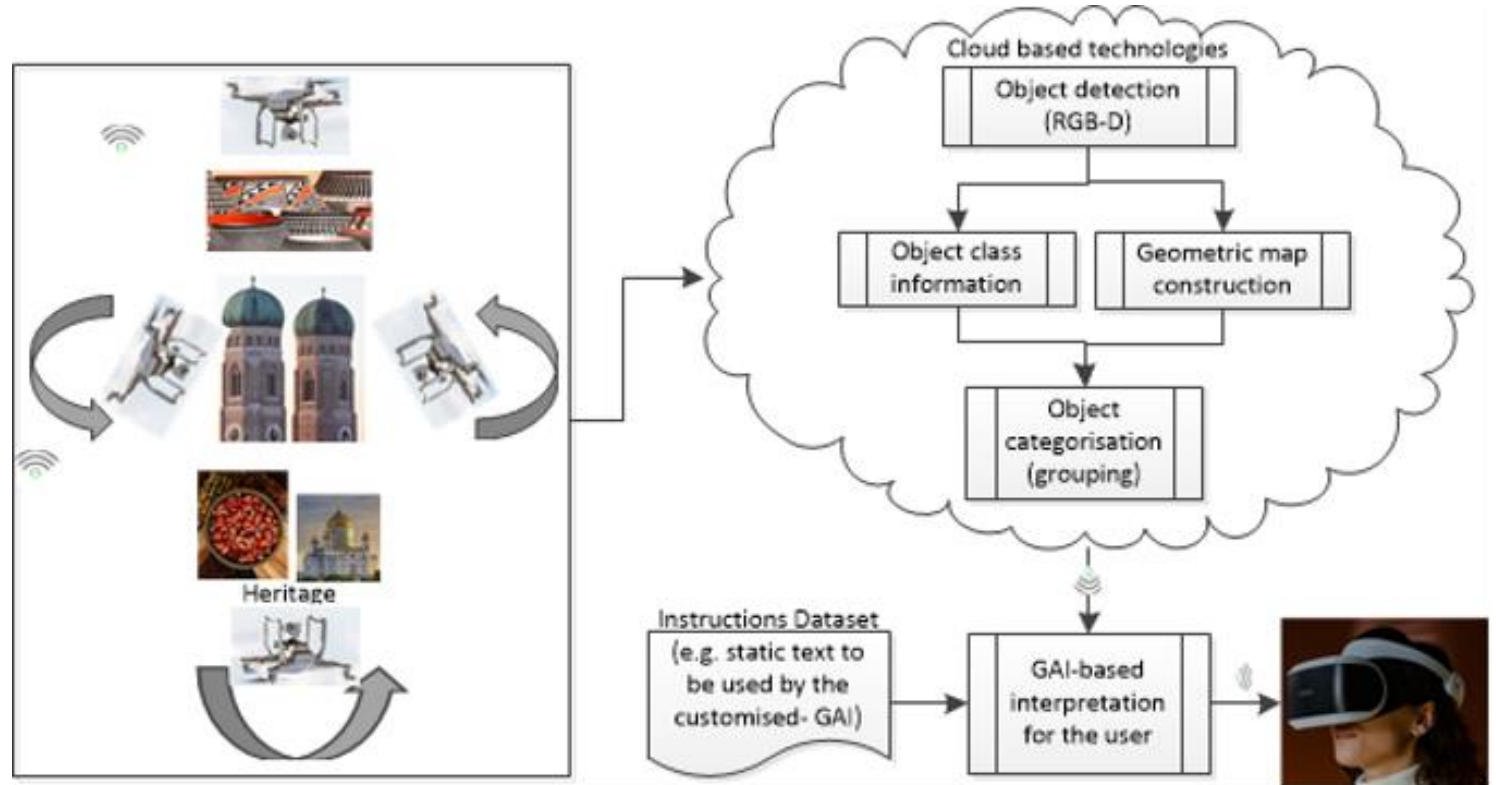 Cloud based technologies
Object detection
(RGB-D)
Object class
information
Geometric map
construction
Object
categorisation
(grouping)
Heritage
Instructions Dataset
(e.g. static text to
be used by the
customised- GAI)
GAI-based
interpretation
for the user